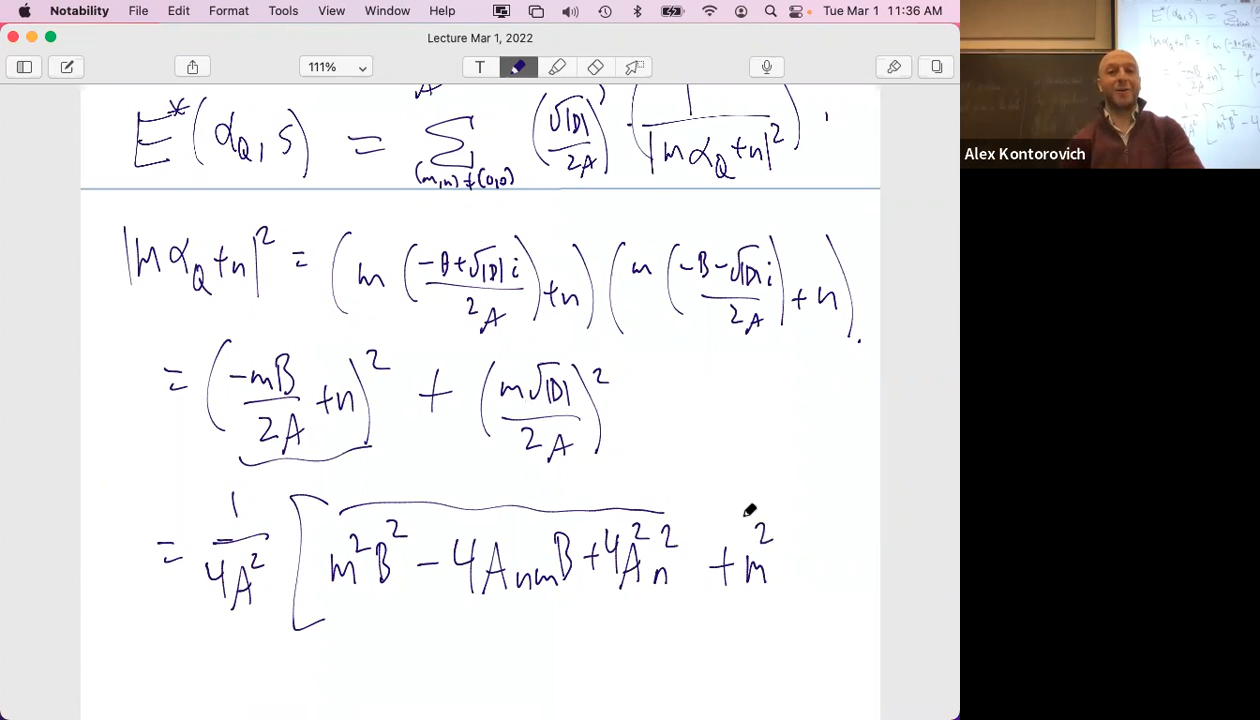 Notability File Edit Format Tools View Window Help Tue Mar 1 11:36 AM
Lecture Mar 1, 2022
111% T
E*(α_Q, s) = Σ_{(m,n)≠(0,0)} (√|D|/2A)^s (1/|mα_Q+n|^2)^s.
|mα_Q+n|^2 = (m(-B+√|D| i/2A)+n)(m(-B-√|D| i/2A)+n).
= (-mB/2A +n)^2 + (m√|D|/2A)^2
= 1/4A^2 [m^2B^2 - 4AnmB + 4A^2n^2 + m^2
Alex Kontorovich